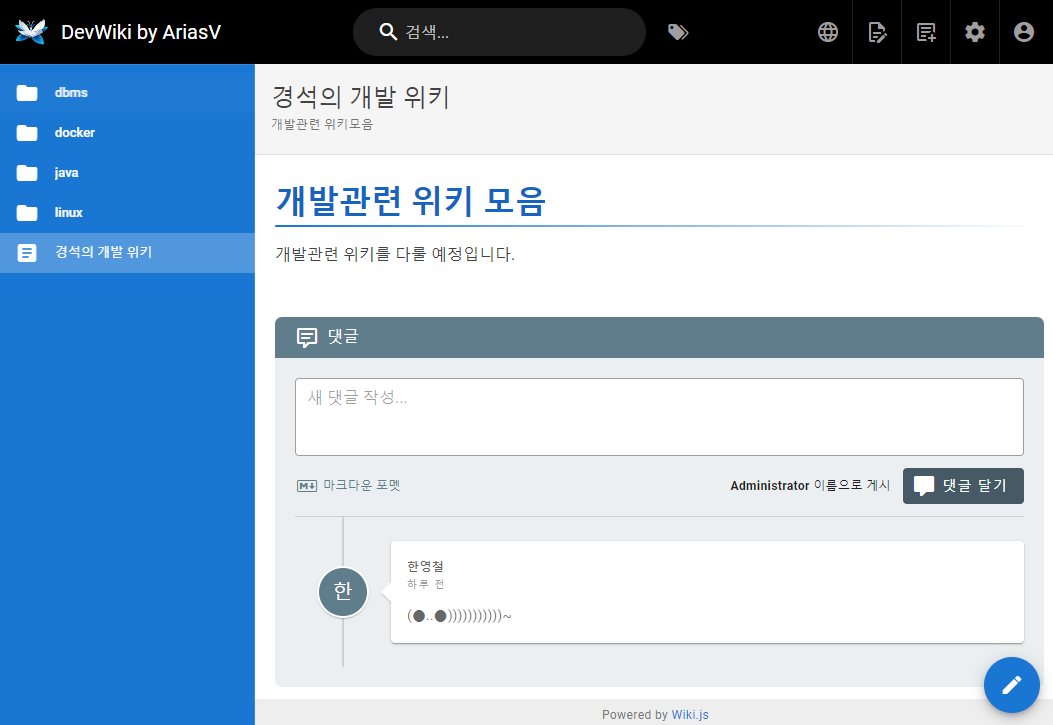 DevWiki by AriasV
검색...
dbms
docker
java
linux
경석의 개발 위키
경석의 개발 위키
개발관련 위키모음
개발관련 위키 모음
개발관련 위키를 다룰 예정입니다.
댓글
새 댓글 작성...
M↓ 마크다운 포멧
Administrator 이름으로 게시
댓글 달기
한
한영철
하루 전
(●..●)))))))))))~
Powered by Wiki.js